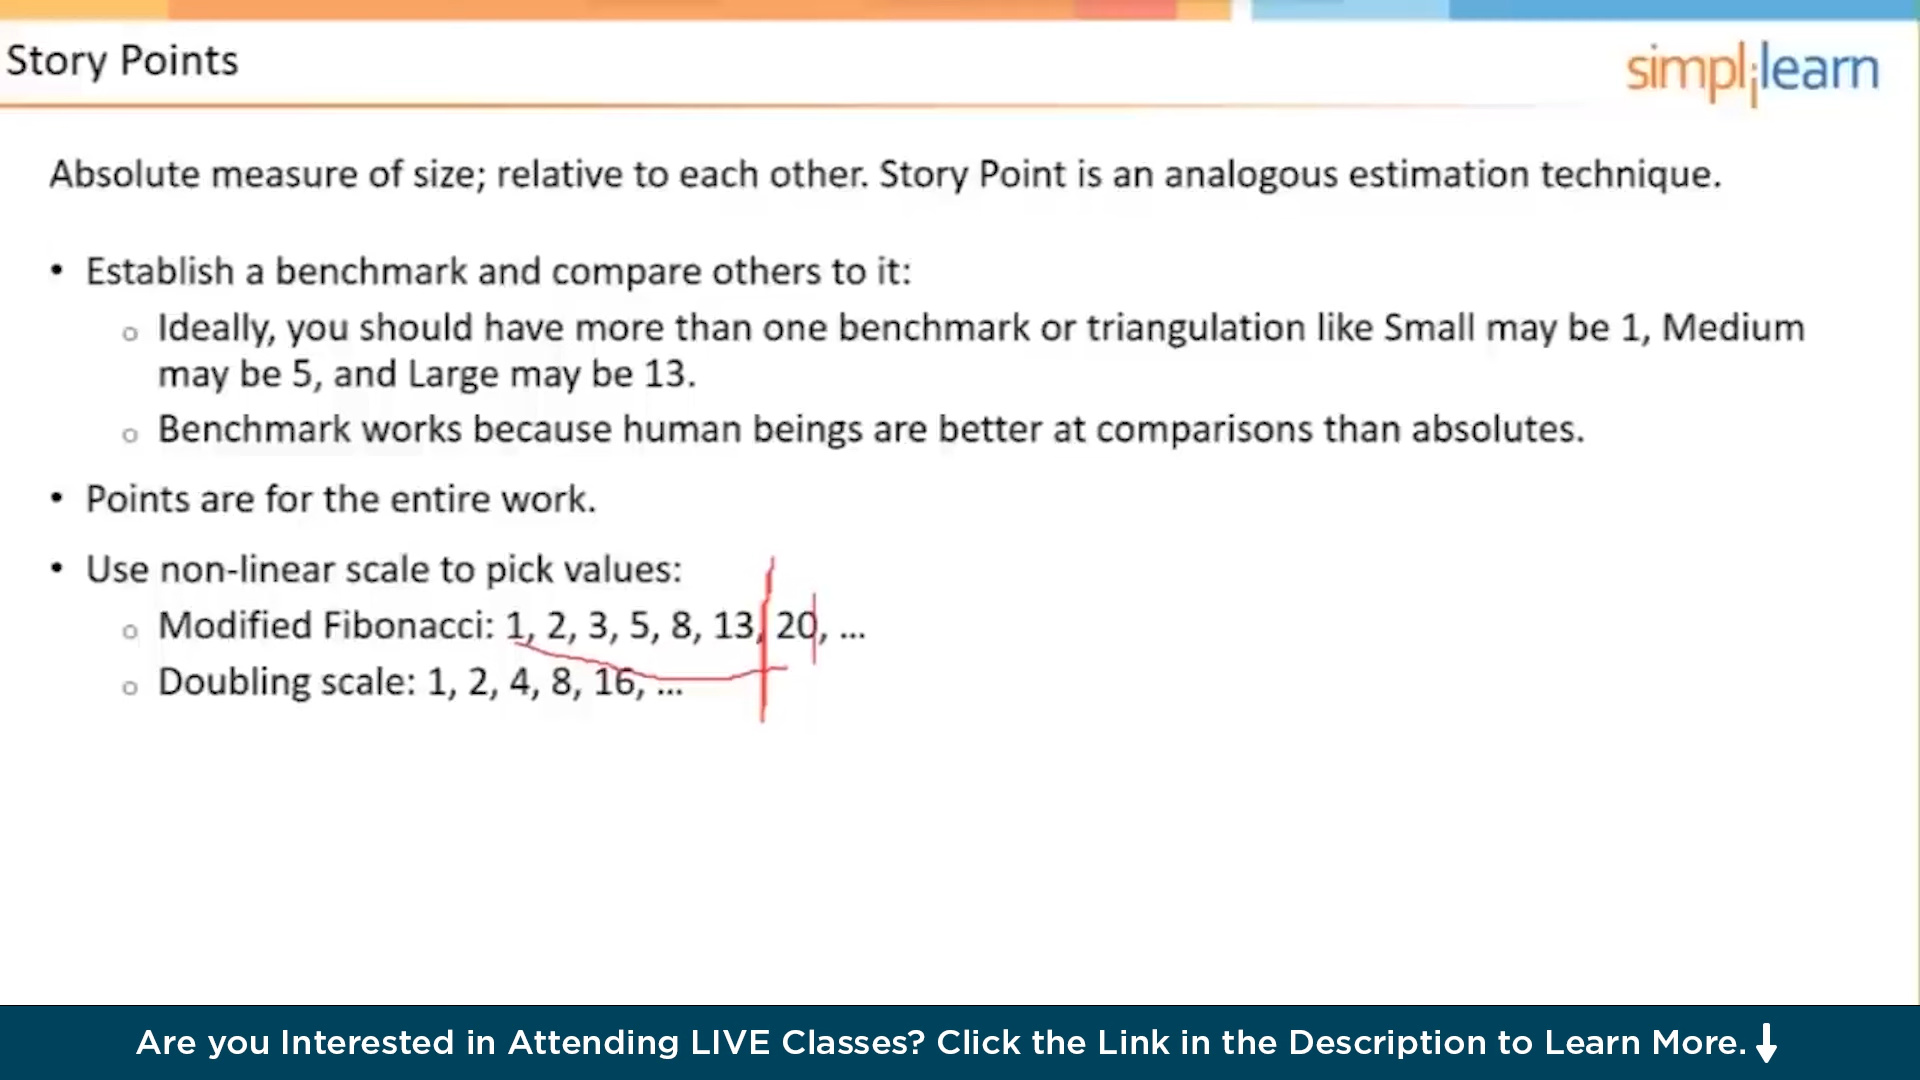 Story Points
simplilearn
Absolute measure of size; relative to each other. Story Point is an analogous estimation technique.
• Establish a benchmark and compare others to it:
o Ideally, you should have more than one benchmark or triangulation like Small may be 1, Medium
may be 5, and Large may be 13.
o Benchmark works because human beings are better at comparisons than absolutes.
• Points are for the entire work.
• Use non-linear scale to pick values:
o Modified Fibonacci: 1, 2, 3, 5, 8, 13, 20, ...
o Doubling scale: 1, 2, 4, 8, 16, ...
Are you Interested in Attending LIVE Classes? Click the Link in the Description to Learn More.